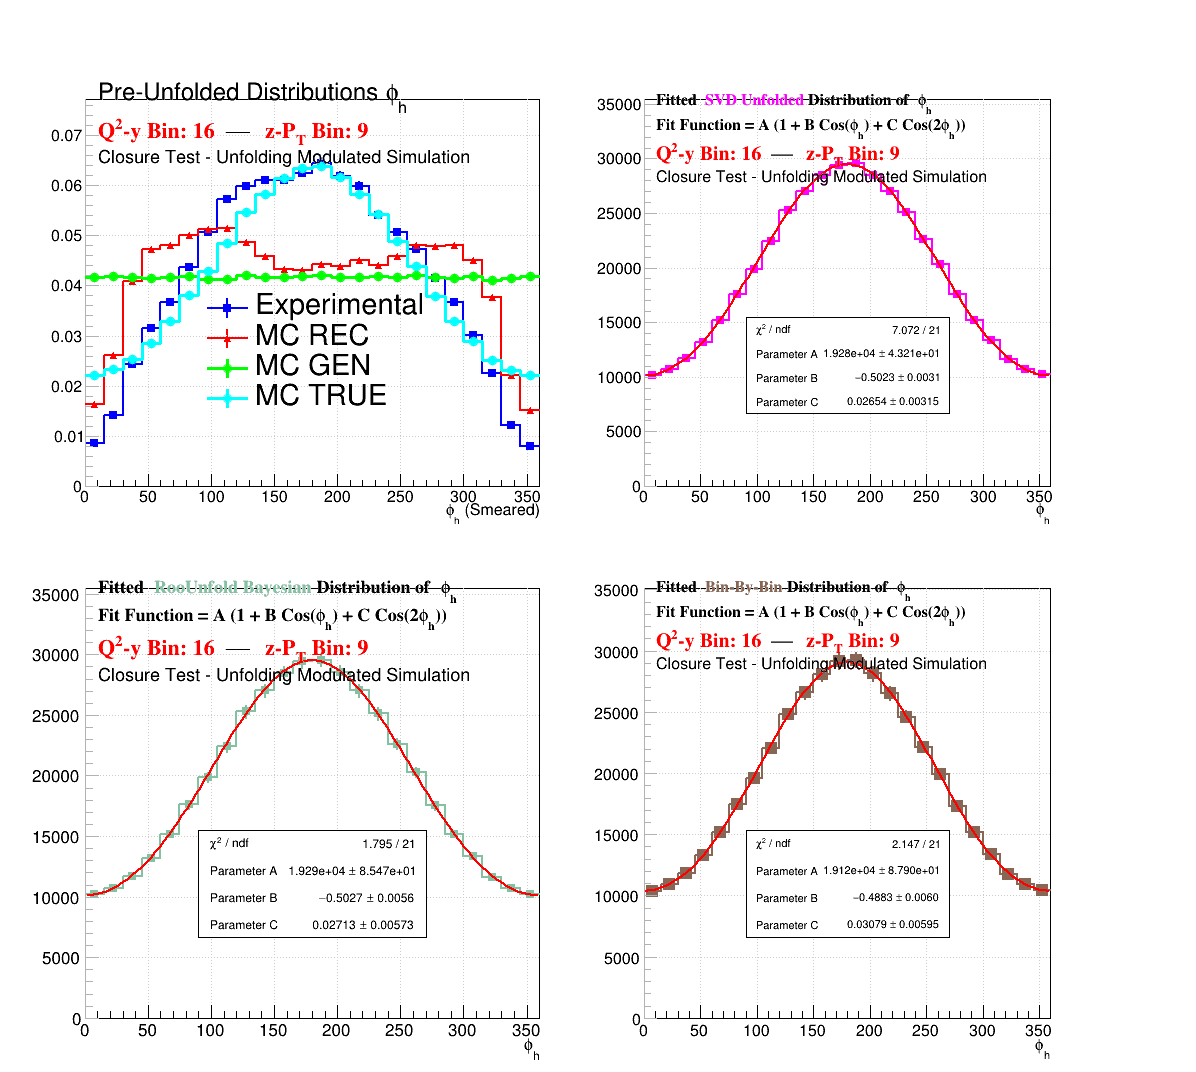 Pre-Unfolded Distributions ϕh
Q²-y Bin: 16 — z-PT Bin: 9
Closure Test - Unfolding Modulated Simulation
0.07
0.06
0.05
0.04
0.03
0.02
0.01
0
Experimental
MC REC
MC GEN
MC TRUE
0 50 100 150 200 250 300 350
ϕh (Smeared)
Fitted SVD Unfolded Distribution of ϕh
Fit Function = A (1 + B Cos(ϕh) + C Cos(2ϕh))
Q²-y Bin: 16 — z-PT Bin: 9
Closure Test - Unfolding Modulated Simulation
35000
30000
25000
20000
15000
10000
5000
0
χ² / ndf 7.072 / 21
Parameter A 1.928e+04 ± 4.321e+01
Parameter B −0.5023 ± 0.0031
Parameter C 0.02654 ± 0.00315
0 50 100 150 200 250 300 350
ϕh
Fitted RooUnfold Bayesian Distribution of ϕh
Fit Function = A (1 + B Cos(ϕh) + C Cos(2ϕh))
Q²-y Bin: 16 — z-PT Bin: 9
Closure Test - Unfolding Modulated Simulation
35000
30000
25000
20000
15000
10000
5000
0
χ² / ndf 1.795 / 21
Parameter A 1.929e+04 ± 8.547e+01
Parameter B −0.5027 ± 0.0056
Parameter C 0.02713 ± 0.00573
0 50 100 150 200 250 300 350
ϕh
Fitted Bin-By-Bin Distribution of ϕh
Fit Function = A (1 + B Cos(ϕh) + C Cos(2ϕh))
Q²-y Bin: 16 — z-PT Bin: 9
Closure Test - Unfolding Modulated Simulation
35000
30000
25000
20000
15000
10000
5000
0
χ² / ndf 2.147 / 21
Parameter A 1.912e+04 ± 8.790e+01
Parameter B −0.4883 ± 0.0060
Parameter C 0.03079 ± 0.00595
0 50 100 150 200 250 300 350
ϕh